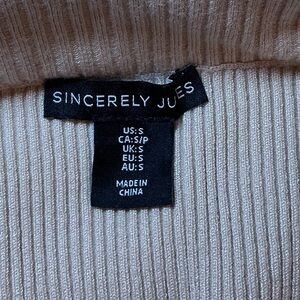 SINCERELY JULES
US:S
CA:S/P
UK:S
EU:S
AU:S
MADE IN
CHINA